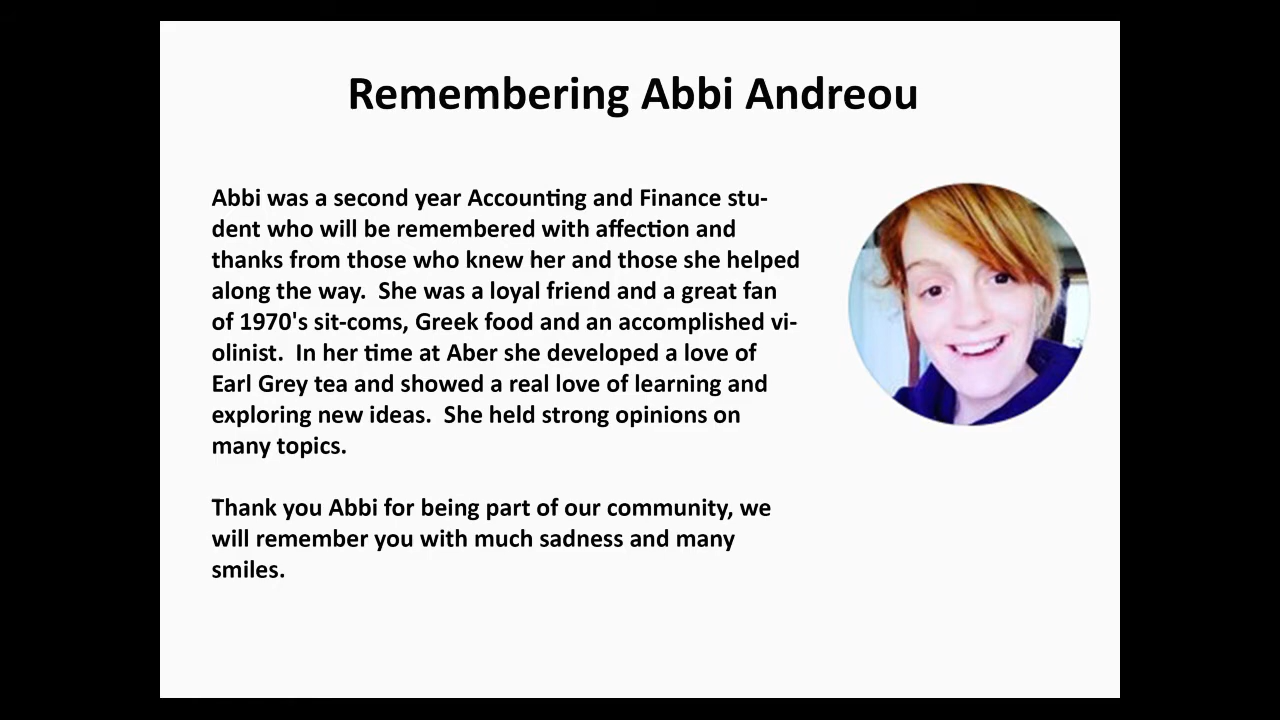 Remembering Abbi Andreou
Abbi was a second year Accounting and Finance stu-
dent who will be remembered with affection and
thanks from those who knew her and those she helped
along the way.  She was a loyal friend and a great fan
of 1970's sit-coms, Greek food and an accomplished vi-
olinist.  In her time at Aber she developed a love of
Earl Grey tea and showed a real love of learning and
exploring new ideas.  She held strong opinions on
many topics.
Thank you Abbi for being part of our community, we
will remember you with much sadness and many
smiles.